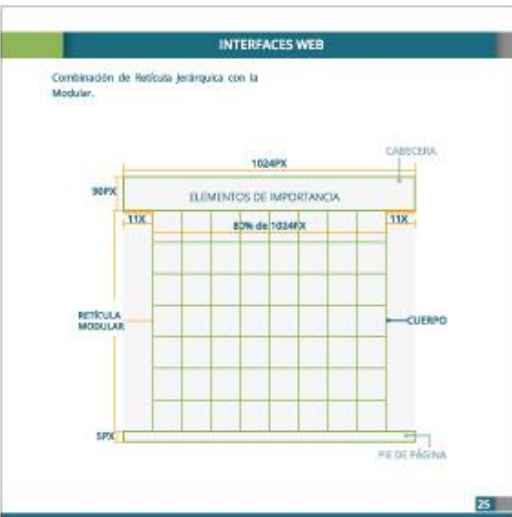 INTERFACES WEB
Combinación de Retícula Jerárquica con la
Modular.
CABECERA
1024PX
90PX
ELEMENTOS DE IMPORTANCIA
11X
80% de 1024PX
11X
RETÍCULA
MODULAR
CUERPO
5PX
PIE DE PÁGINA
25